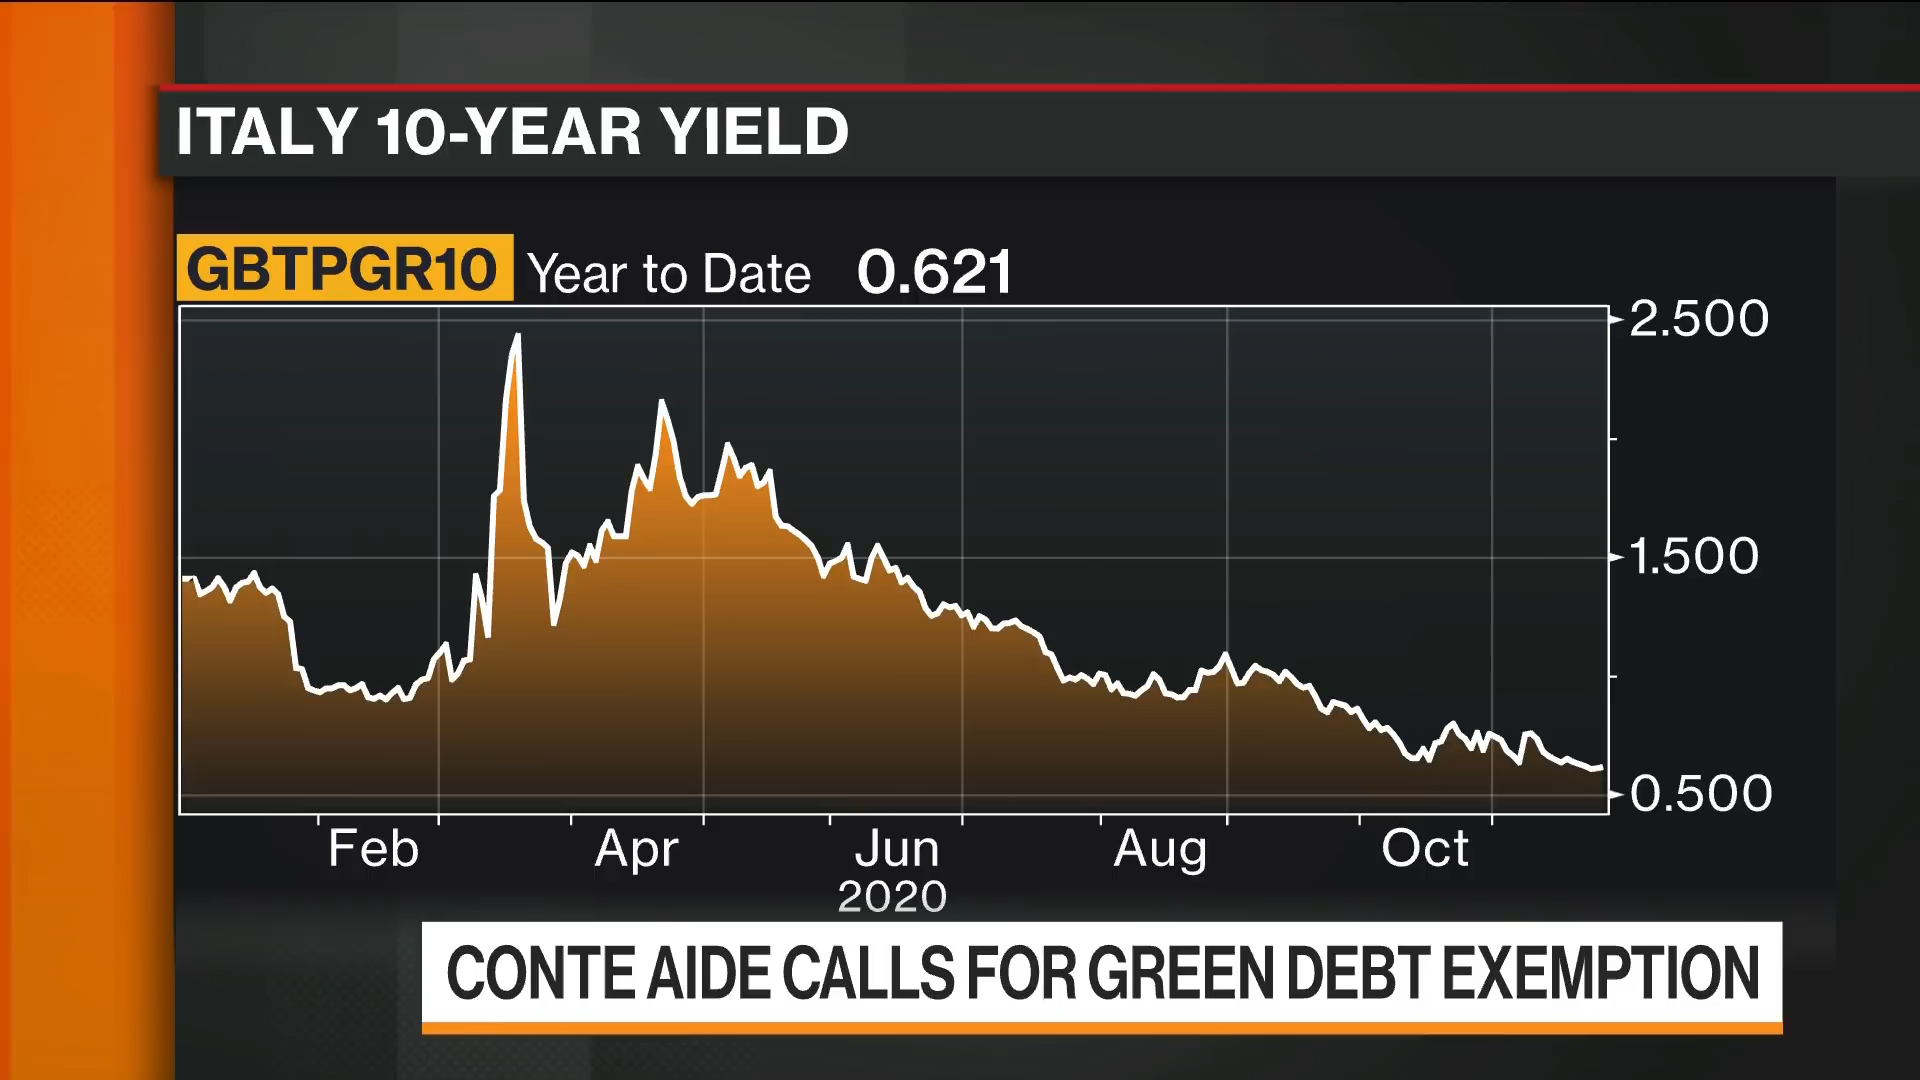 ITALY 10-YEAR YIELD
GBTPGR10 Year to Date 0.621
2.500
1.500
0.500
Feb Apr Jun Aug Oct
2020
CONTE AIDE CALLS FOR GREEN DEBT EXEMPTION